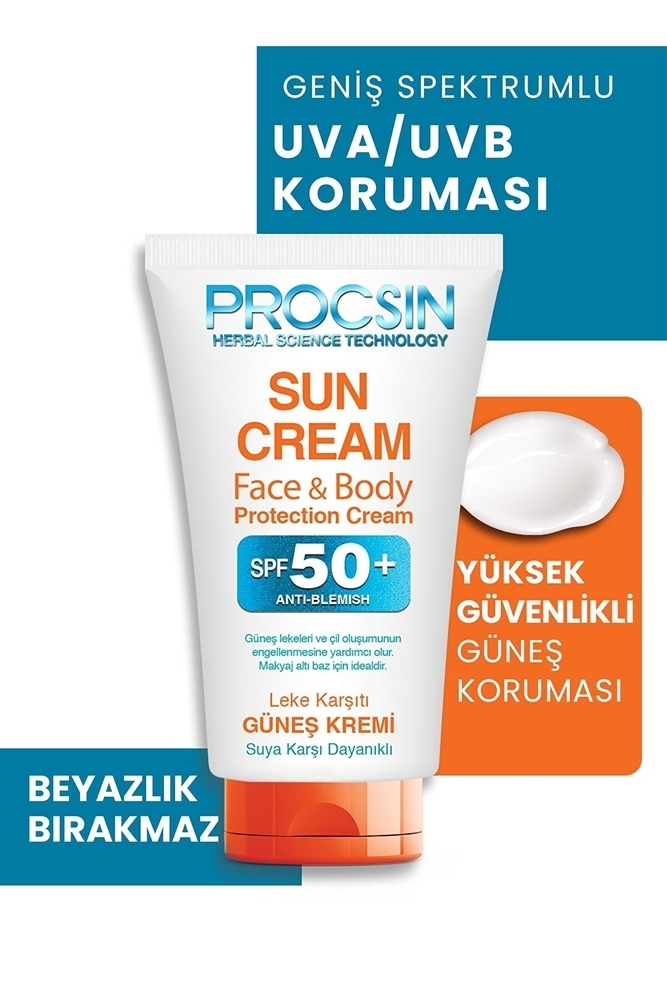 GENİŞ SPEKTRUMLU
UVA/UVB
KORUMASI
PROCSIN
HERBAL SCIENCE TECHNOLOGY
SUN
CREAM
Face & Body
Protection Cream
SPF 50+
ANTI-BLEMISH
Güneş lekeleri ve çil oluşumunun
engellenmesine yardımcı olur.
Makyaj altı baz için idealdir.
Leke Karşıtı
GÜNEŞ KREMİ
Suya Karşı Dayanıklı
YÜKSEK
GÜVENLİKLİ
GÜNEŞ
KORUMASI
BEYAZLIK
BIRAKMAZ